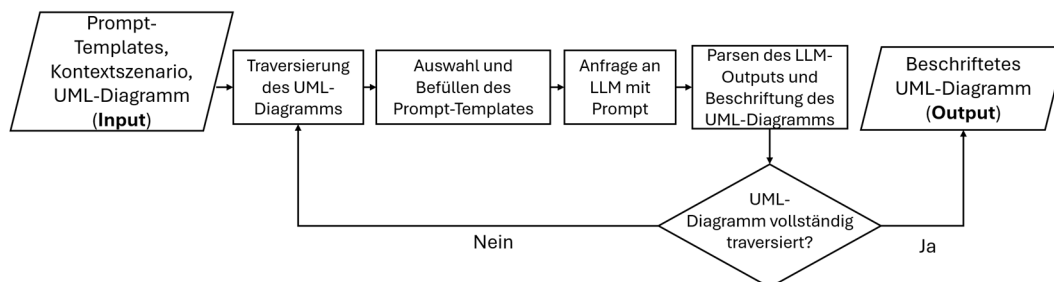 Prompt-
Templates,
Kontextszenario,
UML-Diagramm
(Input)
Traversierung
des UML-
Diagramms
Auswahl und
Befüllen des
Prompt-Templates
Anfrage an
LLM mit
Prompt
Parsen des LLM-
Outputs und
Beschriftung des
UML-Diagramms
Beschriftetes
UML-Diagramm
(Output)
UML-
Diagramm vollständig
traversiert?
Nein
Ja